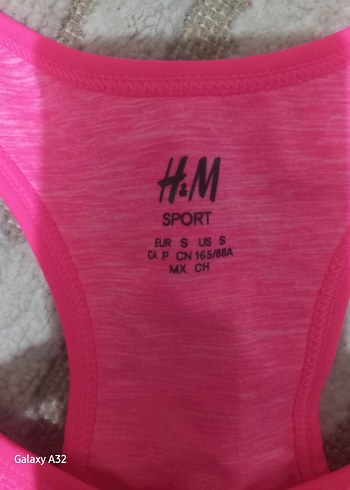 H&M
SPORT
EUR S US S
CA P CN 165/88A
MX CH
Galaxy A32